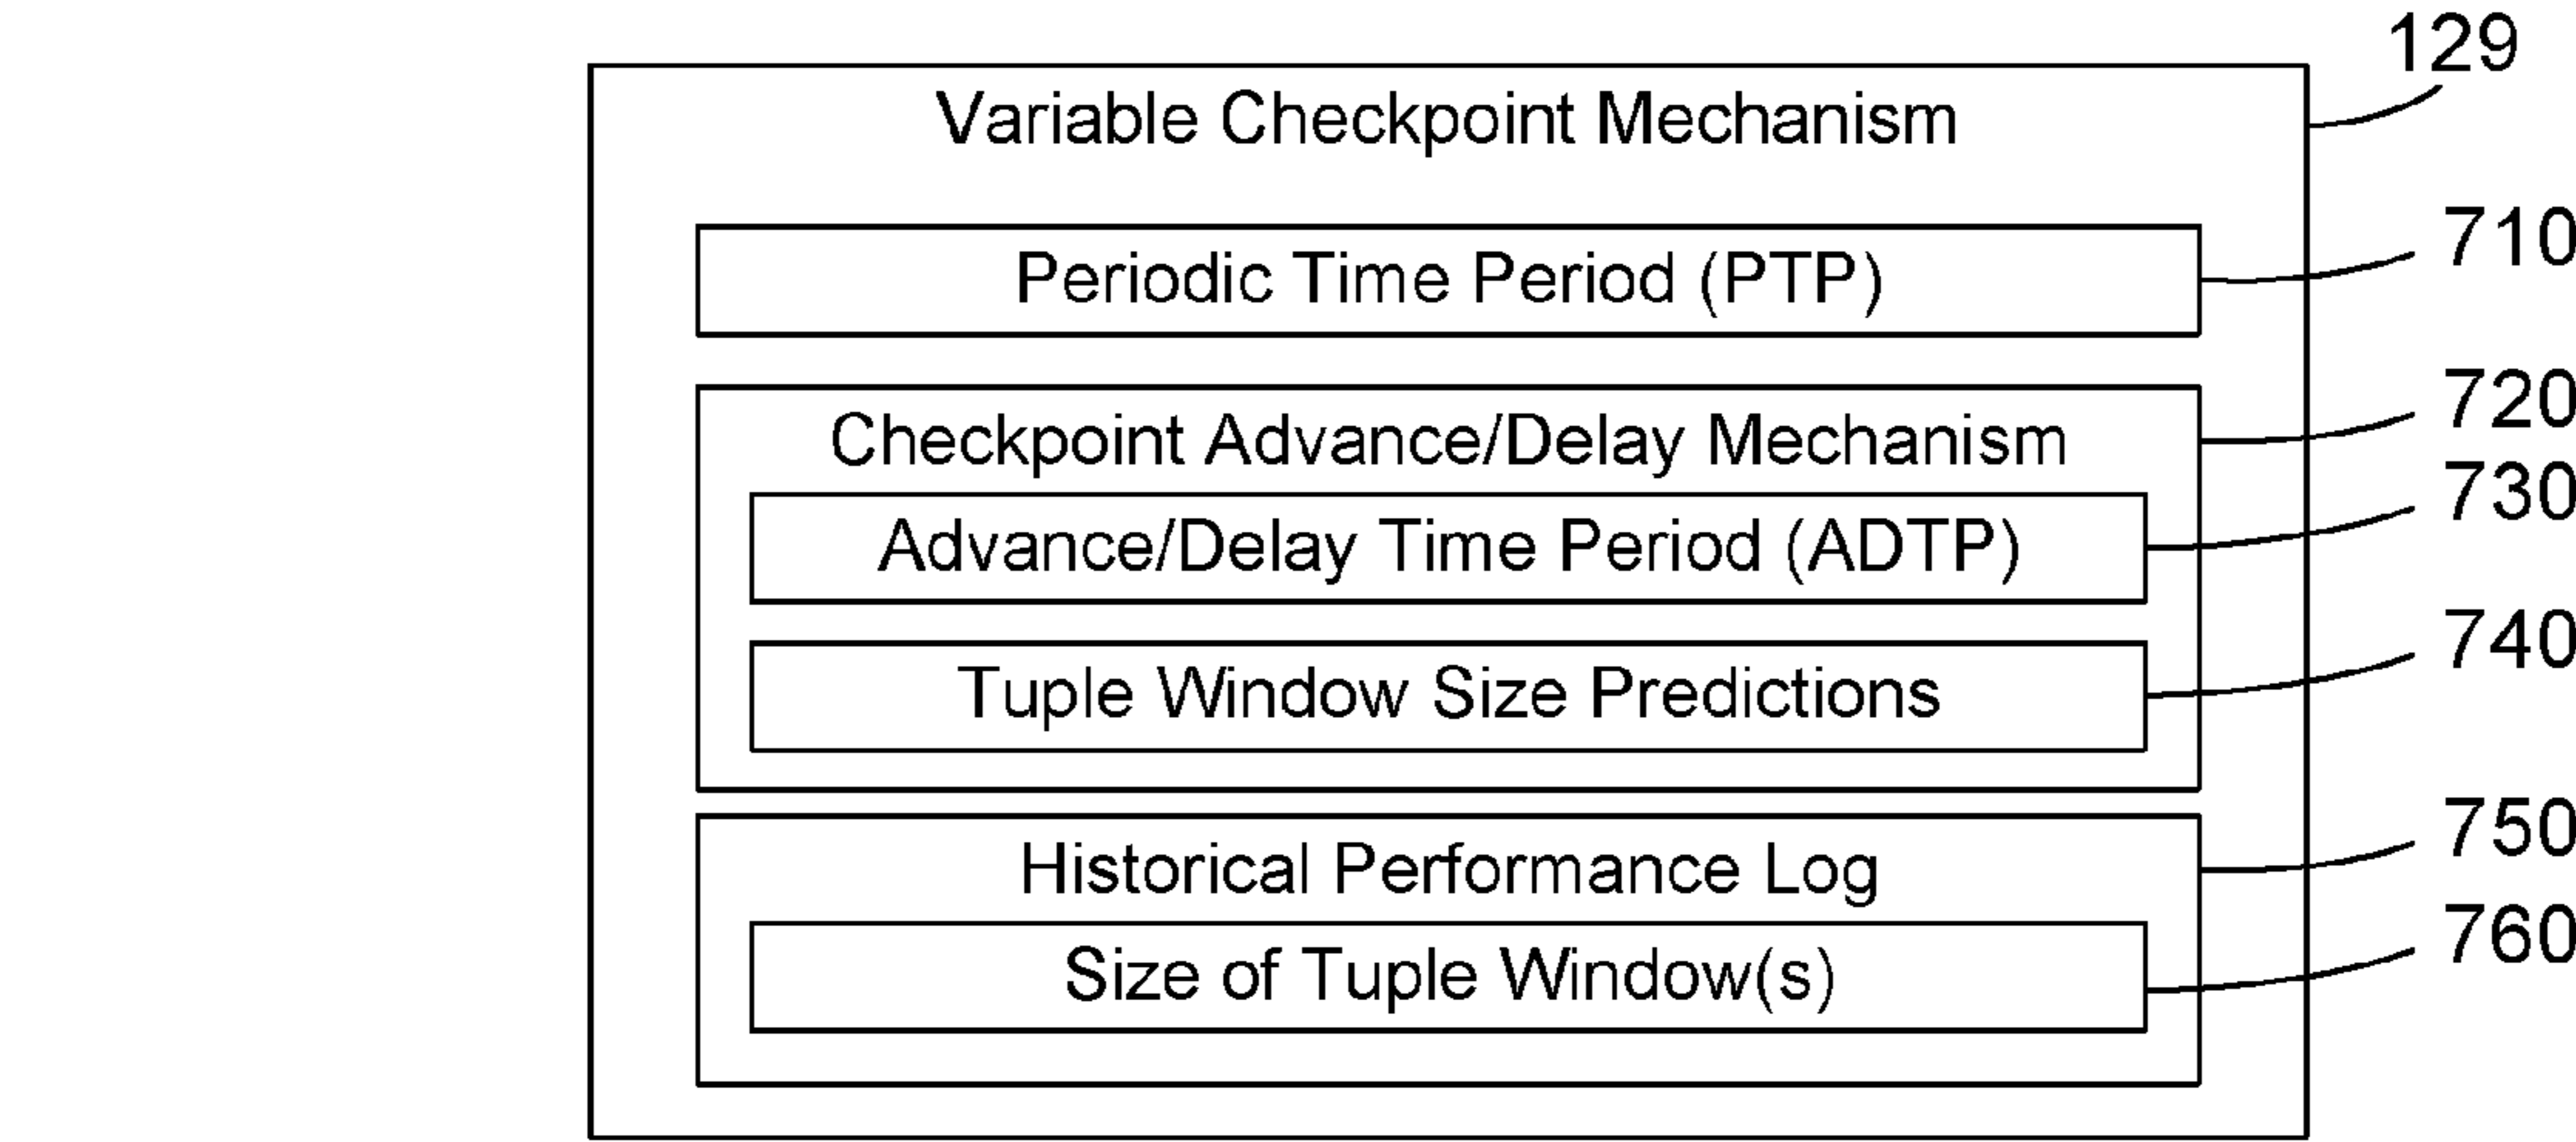 129
Variable Checkpoint Mechanism
Periodic Time Period (PTP)
710
Checkpoint Advance/Delay Mechanism
720
Advance/Delay Time Period (ADTP)
730
Tuple Window Size Predictions
740
Historical Performance Log
750
Size of Tuple Window(s)
760